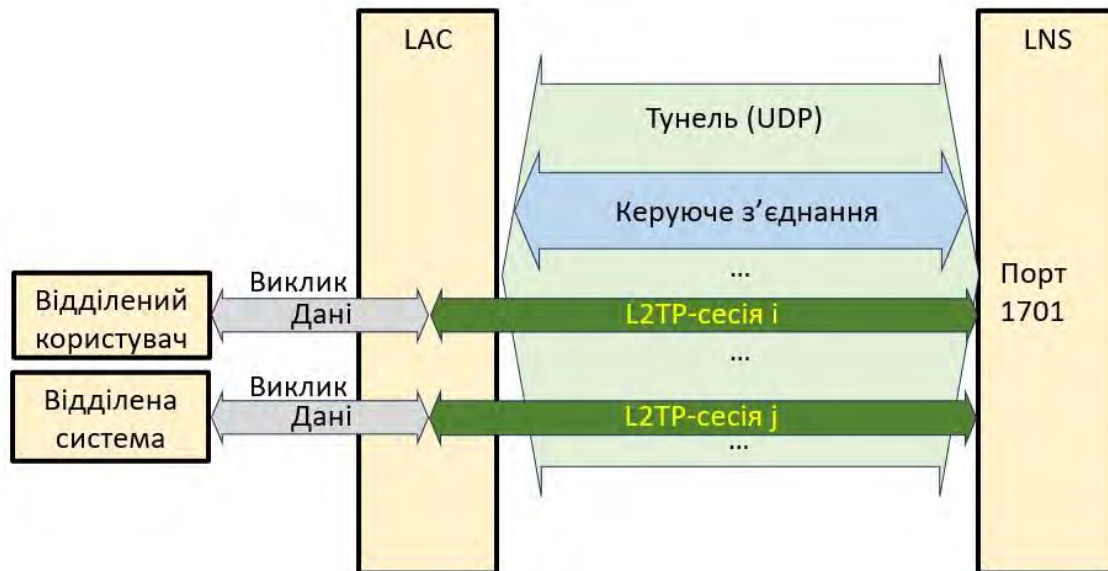 LAC
LNS
Тунель (UDP)
Керуюче з’єднання
...
Відділений
користувач
Виклик
Дані
L2TP-сесія i
Порт
1701
...
Відділена
система
Виклик
Дані
L2TP-сесія j
...